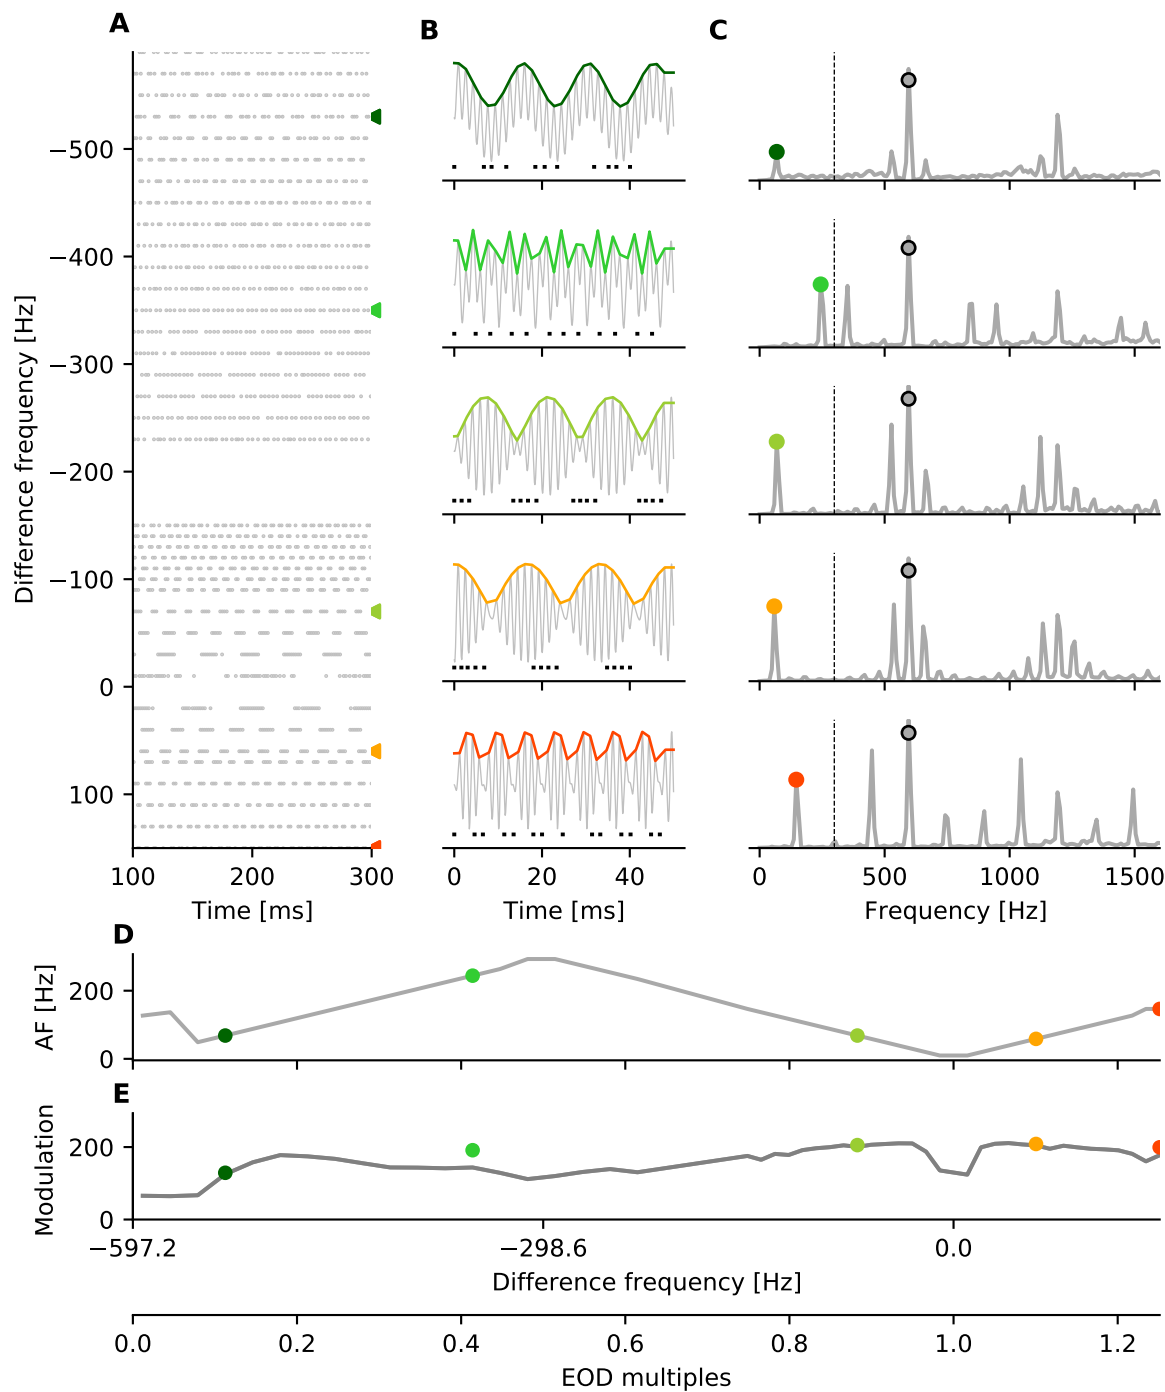 A
B
C
Difference frequency [Hz]
−500
−400
−300
−200
−100
0
100
100
200
300
Time [ms]
0
20
40
Time [ms]
0
500
1000
1500
Frequency [Hz]
D
AF [Hz]
200
0
E
Modulation
200
0
−597.2
−298.6
0.0
Difference frequency [Hz]
0.0
0.2
0.4
0.6
0.8
1.0
1.2
EOD multiples